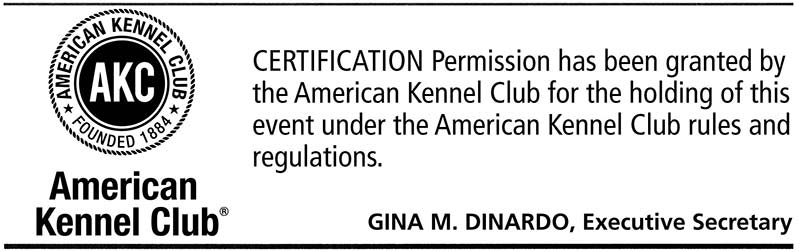 AMERICAN KENNEL CLUB
AKC
★ FOUNDED 1884 ★
American
Kennel Club®
CERTIFICATION Permission has been granted by
the American Kennel Club for the holding of this
event under the American Kennel Club rules and
regulations.
GINA M. DINARDO, Executive Secretary